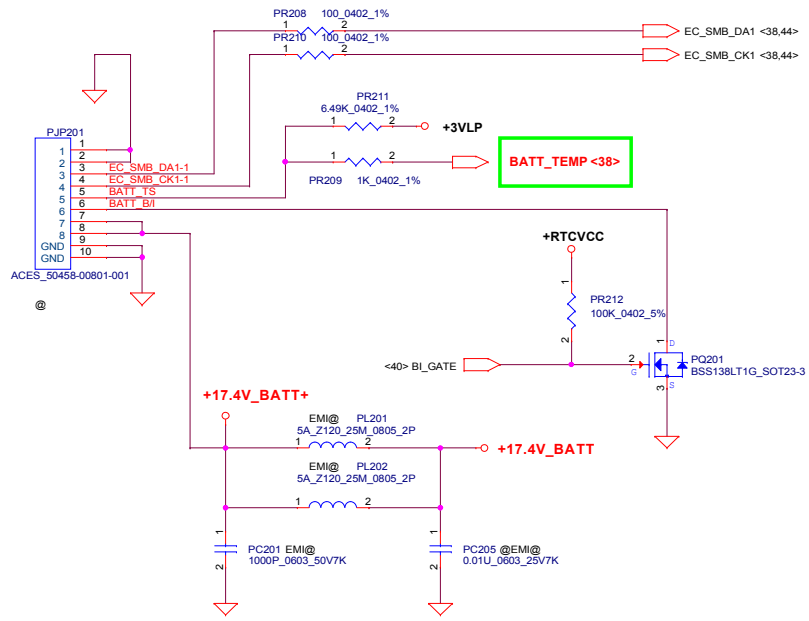 PR208 100_0402_1%
1 2
EC_SMB_DA1 <38,44>
PR210 100_0402_1%
1 2
EC_SMB_CK1 <38,44>
PR211
6.49K_0402_1%
1 2
+3VLP
PJP201
1 1
2 2
3 3 EC_SMB_DA1-1
4 4 EC_SMB_CK1-1
5 5 BATT_TS
6 6 BATT_B/I
7 7
8 8
GND 9
GND 10
ACES_50458-00801-001
@
1 2
PR209 1K_0402_1%
BATT_TEMP <38>
+RTCVCC
1
PR212
100K_0402_5%
2
<40> BI_GATE
1 D
2 G
3 S
PQ201
BSS138LT1G_SOT23-3
+17.4V_BATT+
EMI@ PL201
5A_Z120_25M_0805_2P
1 2
+17.4V_BATT
EMI@ PL202
5A_Z120_25M_0805_2P
1 2
1
PC201 EMI@
1000P_0603_50V7K
2
1
PC205 @EMI@
0.01U_0603_25V7K
2